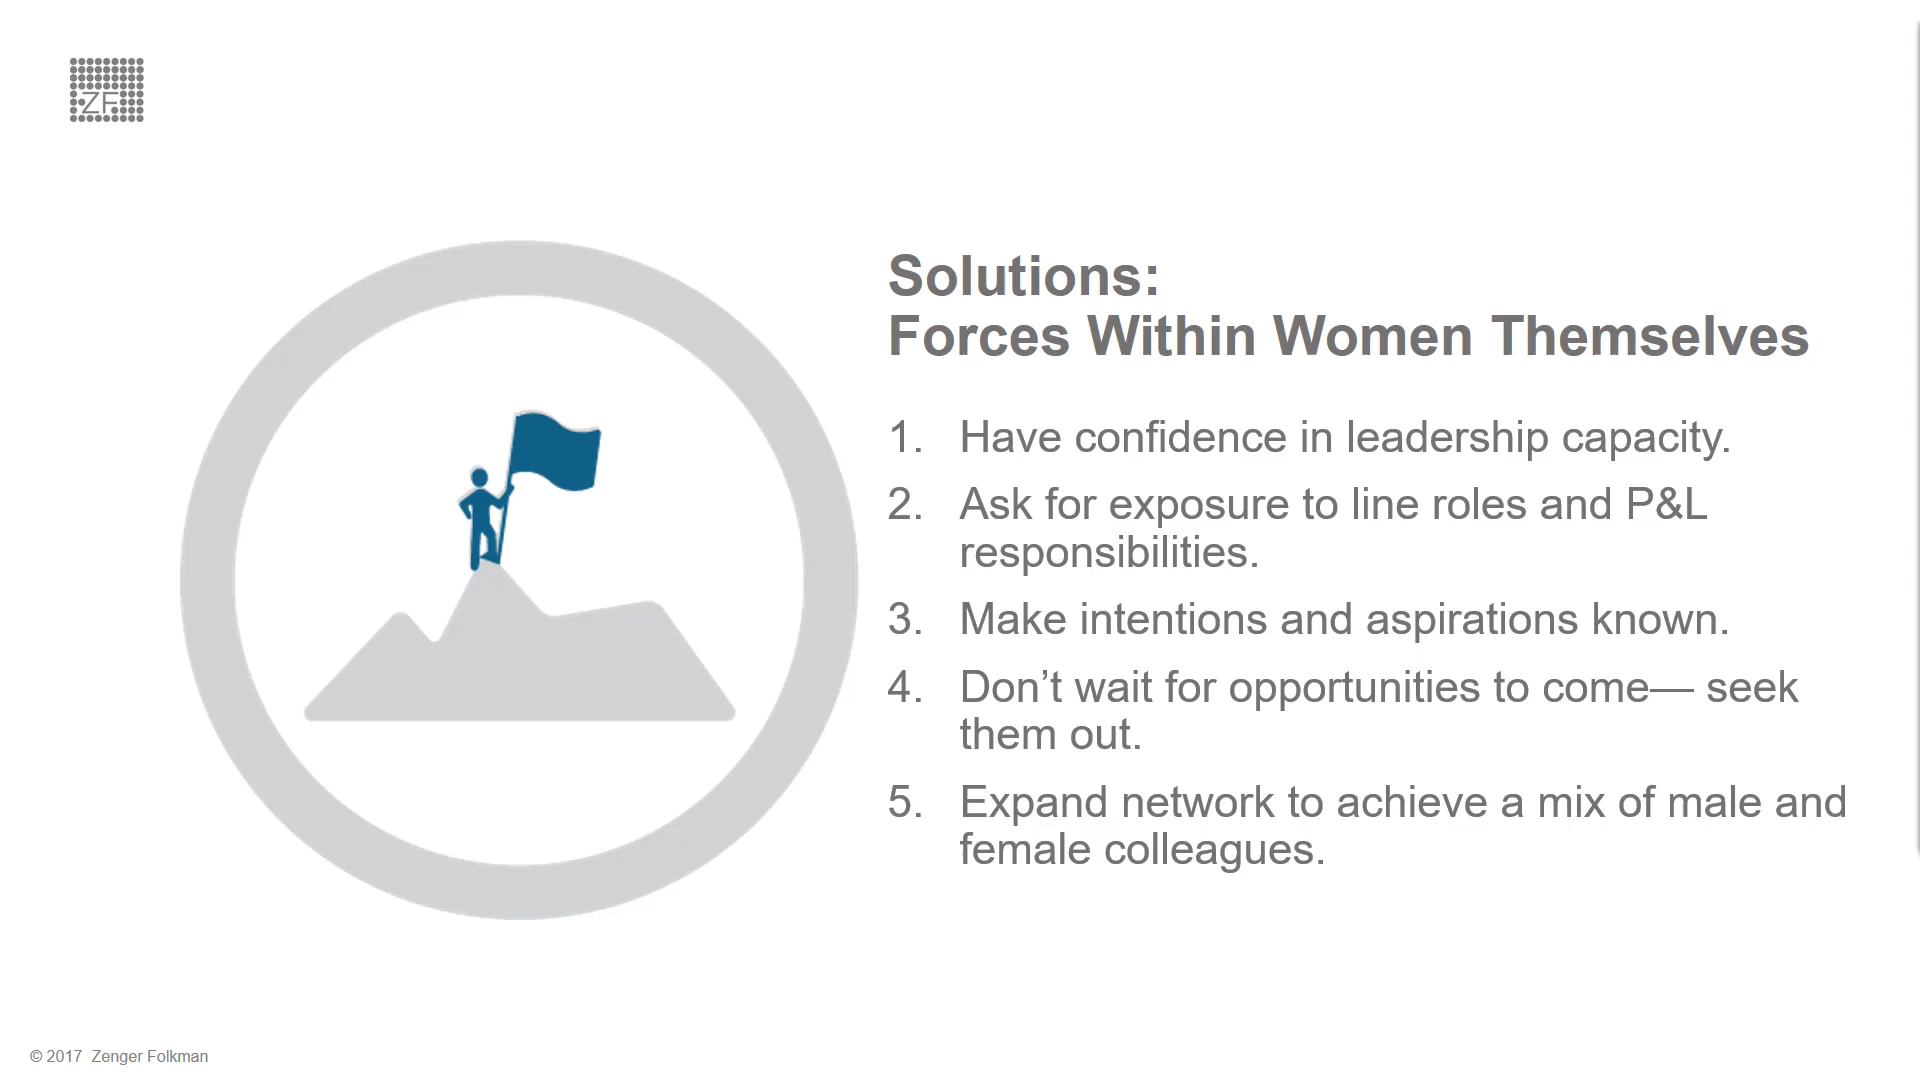 ZF
Solutions:
Forces Within Women Themselves
1. Have confidence in leadership capacity.
2. Ask for exposure to line roles and P&L
responsibilities.
3. Make intentions and aspirations known.
4. Don’t wait for opportunities to come— seek
them out.
5. Expand network to achieve a mix of male and
female colleagues.
© 2017 Zenger Folkman